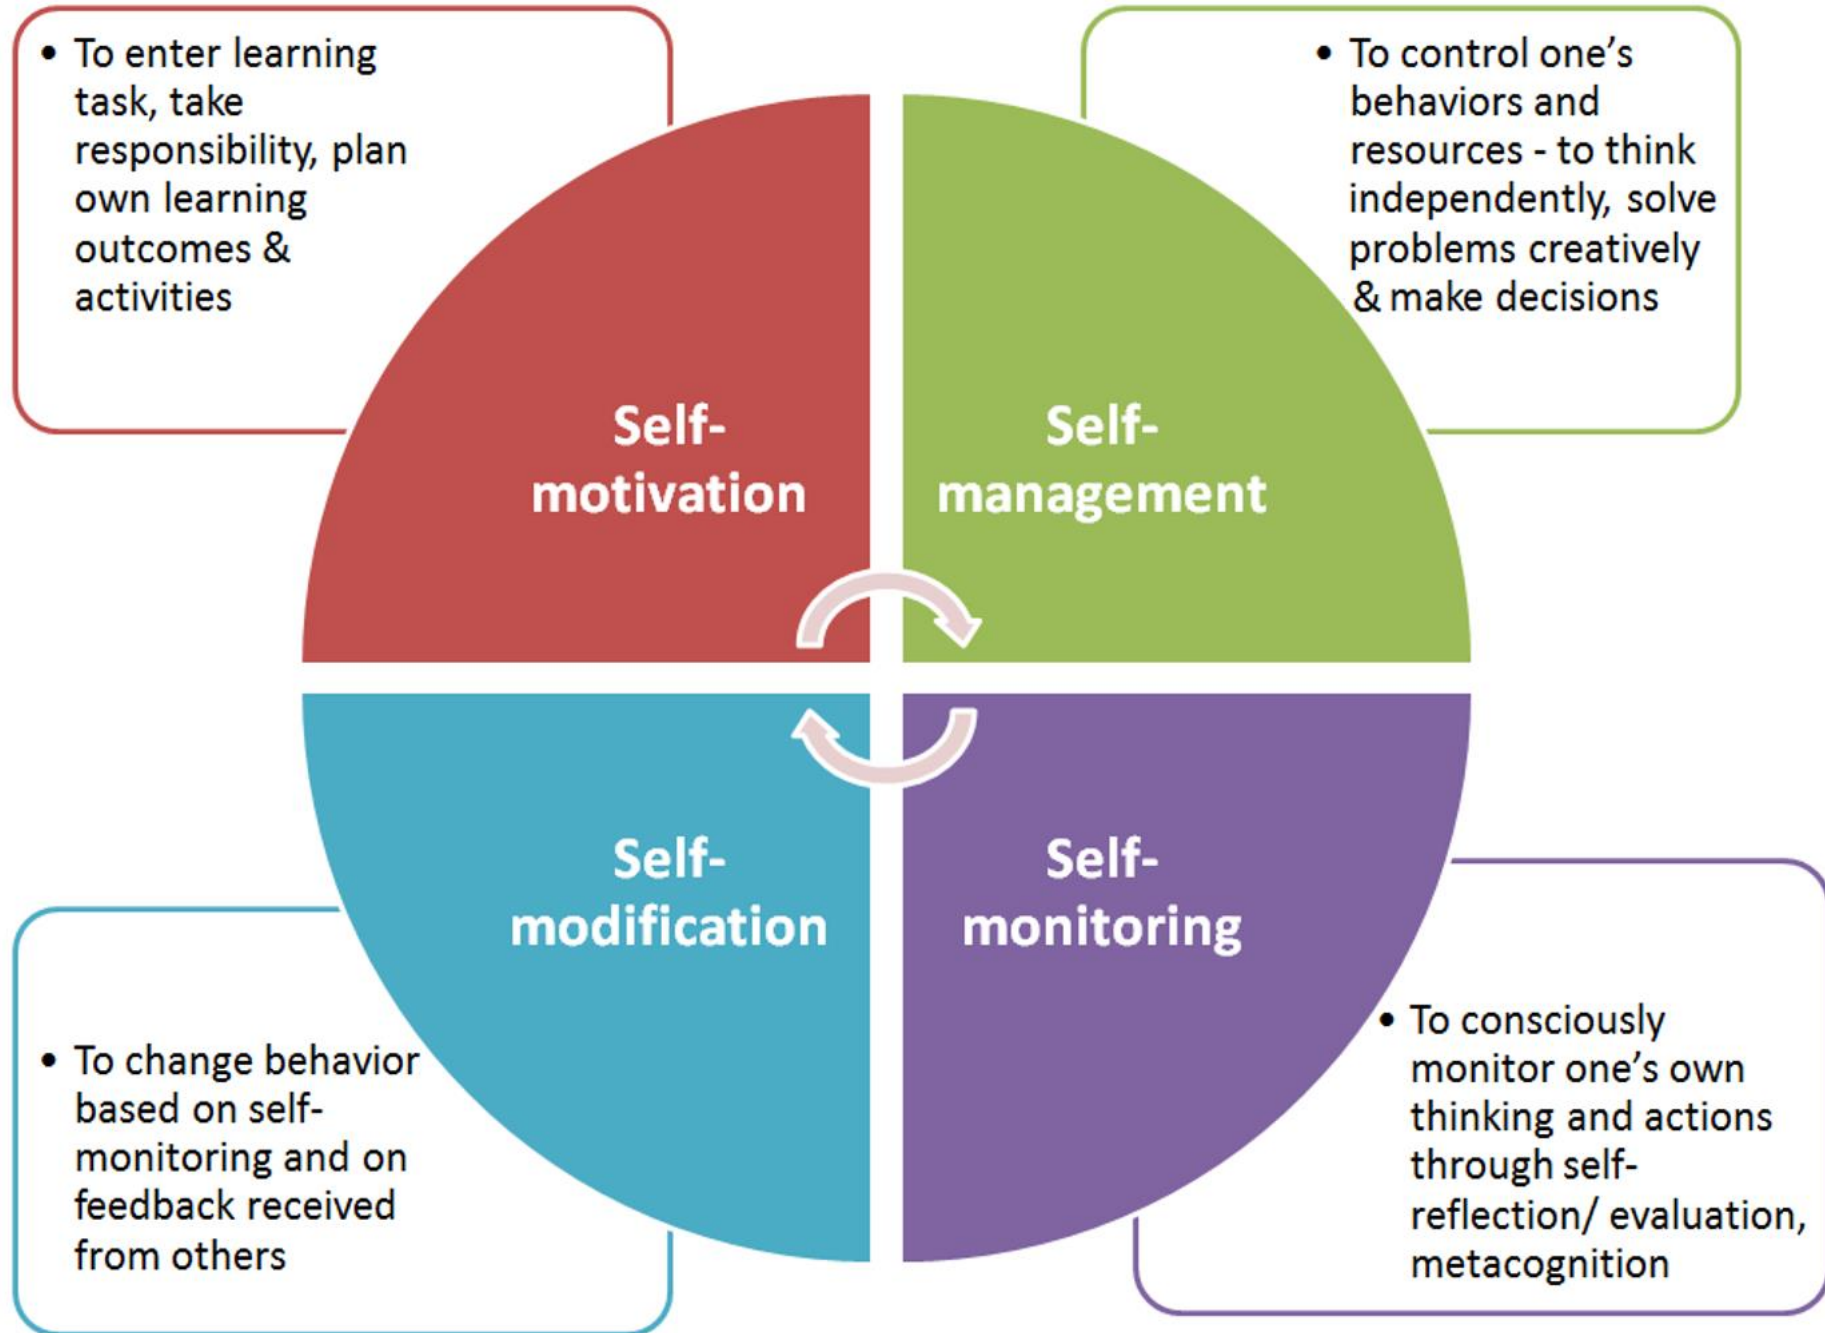 • To enter learning
task, take
responsibility, plan
own learning
outcomes &
activities
• To control one’s
behaviors and
resources - to think
independently, solve
problems creatively
& make decisions
Self-
motivation
Self-
management
Self-
modification
Self-
monitoring
• To change behavior
based on self-
monitoring and on
feedback received
from others
• To consciously
monitor one’s own
thinking and actions
through self-
reflection/ evaluation,
metacognition